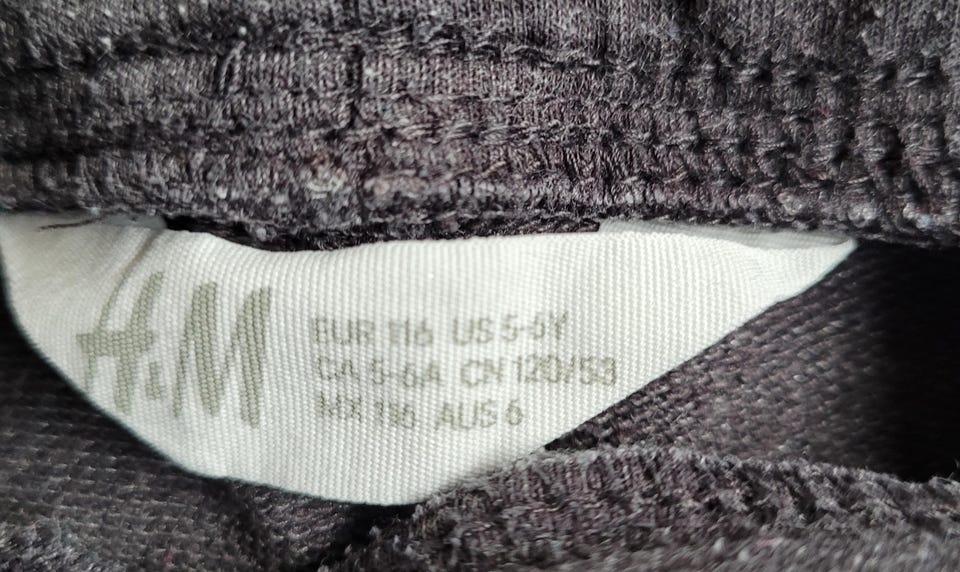 H&M
EUR 116 US 5-6Y
CA 5-6A CN 120/53
MX 116 AUS 6